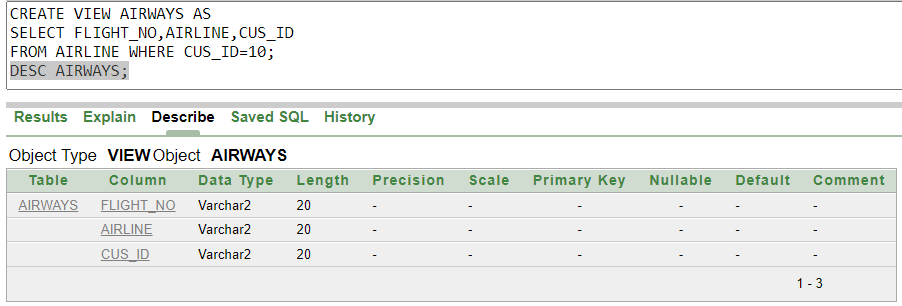 CREATE VIEW AIRWAYS AS
SELECT FLIGHT_NO,AIRLINE,CUS_ID
FROM AIRLINE WHERE CUS_ID=10;
DESC AIRWAYS;
Results Explain Describe Saved SQL History
Object Type VIEW Object AIRWAYS
Table Column Data Type Length Precision Scale Primary Key Nullable Default Comment
AIRWAYS FLIGHT_NO Varchar2 20 - - - - - -
AIRLINE Varchar2 20 - - - - - -
CUS_ID Varchar2 20 - - - - - -
1 - 3